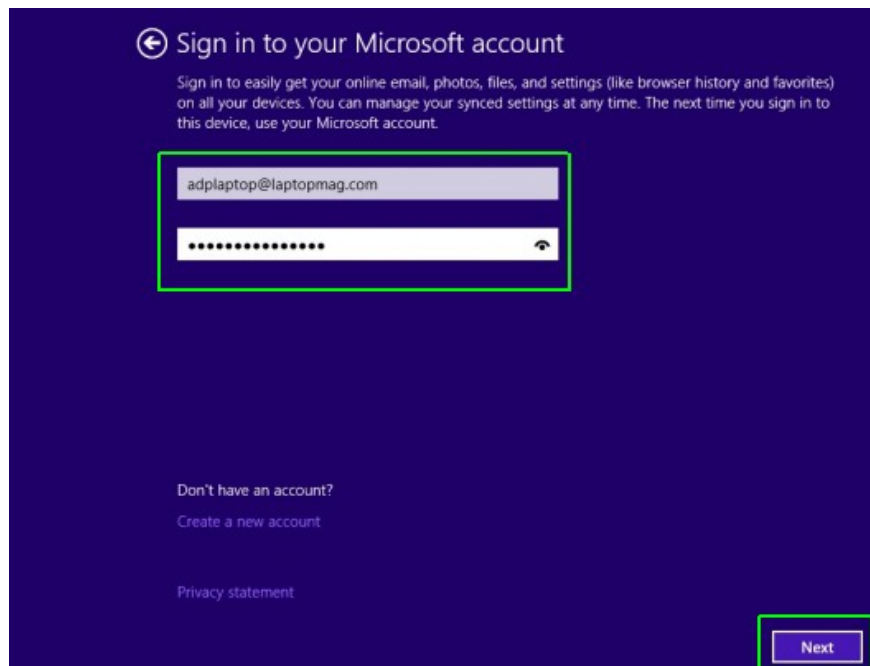 Sign in to your Microsoft account
Sign in to easily get your online email, photos, files, and settings (like browser history and favorites)
on all your devices. You can manage your synced settings at any time. The next time you sign in to
this device, use your Microsoft account.
adplaptop@laptopmag.com
•••••••••••••••
Don't have an account?
Create a new account
Privacy statement
Next